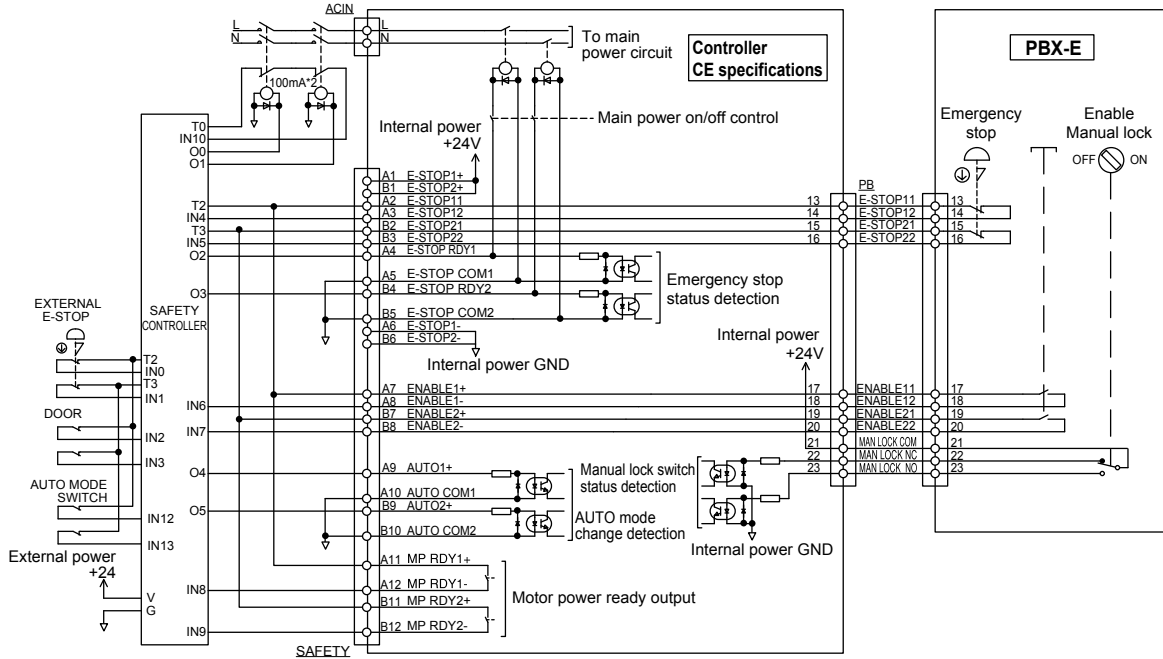 ACIN
L
N
L
N
To main
power circuit
Controller
CE specifications
PBX-E
100mA*2
Main power on/off control
Internal power
+24V
Emergency
stop
Enable
Manual lock
OFF
ON
T0
IN10
O0
O1
A1 E-STOP1+
B1 E-STOP2+
T2
A2 E-STOP11
IN4
A3 E-STOP12
T3
B2 E-STOP21
IN5
B3 E-STOP22
O2
A4 E-STOP RDY1
A5 E-STOP COM1
O3
B4 E-STOP RDY2
B5 E-STOP COM2
A6 E-STOP1-
B6 E-STOP2-
Internal power GND
PB
13 E-STOP11 13
14 E-STOP12 14
15 E-STOP21 15
16 E-STOP22 16
Emergency stop
status detection
EXTERNAL
E-STOP
SAFETY
CONTROLLER
T2
IN0
T3
IN1
DOOR
IN2
IN3
AUTO MODE
SWITCH
IN12
IN13
External power
+24
V
G
Internal power
+24V
A7 ENABLE1+
IN6
A8 ENABLE1-
B7 ENABLE2+
IN7
B8 ENABLE2-
17 ENABLE11 17
18 ENABLE12 18
19 ENABLE21 19
20 ENABLE22 20
21 MAN LOCK COM 21
22 MAN LOCK NC 22
23 MAN LOCK NO 23
O4
A9 AUTO1+
A10 AUTO COM1
O5
B9 AUTO2+
B10 AUTO COM2
Manual lock switch
status detection
AUTO mode
change detection
Internal power GND
A11 MP RDY1+
IN8
A12 MP RDY1-
B11 MP RDY2+
IN9
B12 MP RDY2-
Motor power ready output
SAFETY